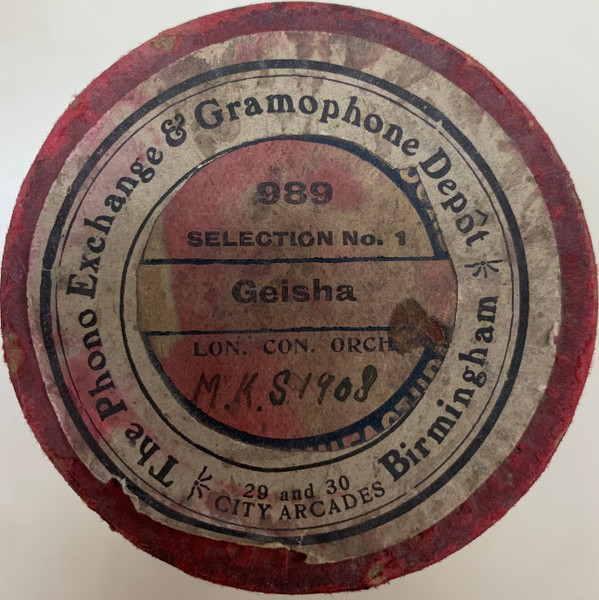 The Phono Exchange & Gramophone Depôt
Birmingham
989
SELECTION No. 1
Geisha
LON. CON. ORCH
M.K.S 1908
29 and 30
CITY ARCADES